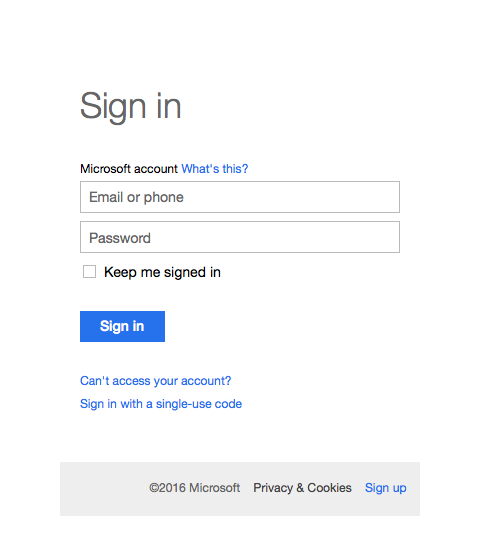 Sign in
Microsoft account What's this?
Email or phone
Password
Keep me signed in
Sign in
Can't access your account?
Sign in with a single-use code
©2016 Microsoft Privacy & Cookies Sign up